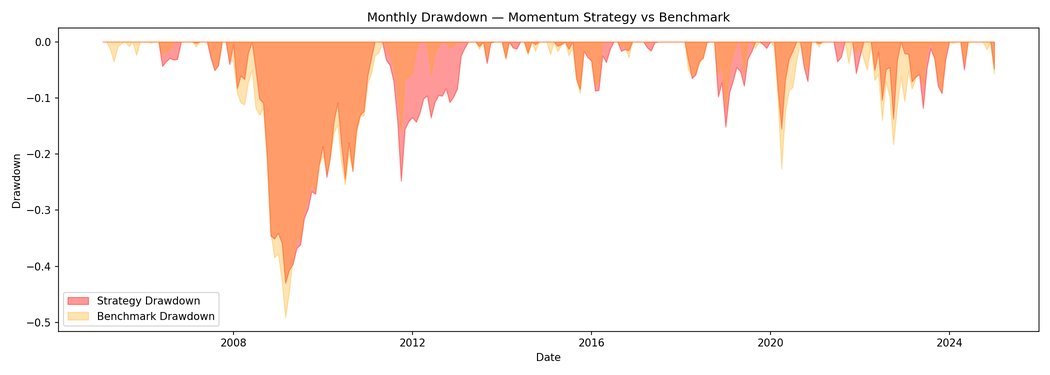 Monthly Drawdown — Momentum Strategy vs Benchmark
0.0
−0.1
−0.2
−0.3
−0.4
−0.5
Drawdown
Strategy Drawdown
Benchmark Drawdown
2008 2012 2016 2020 2024
Date